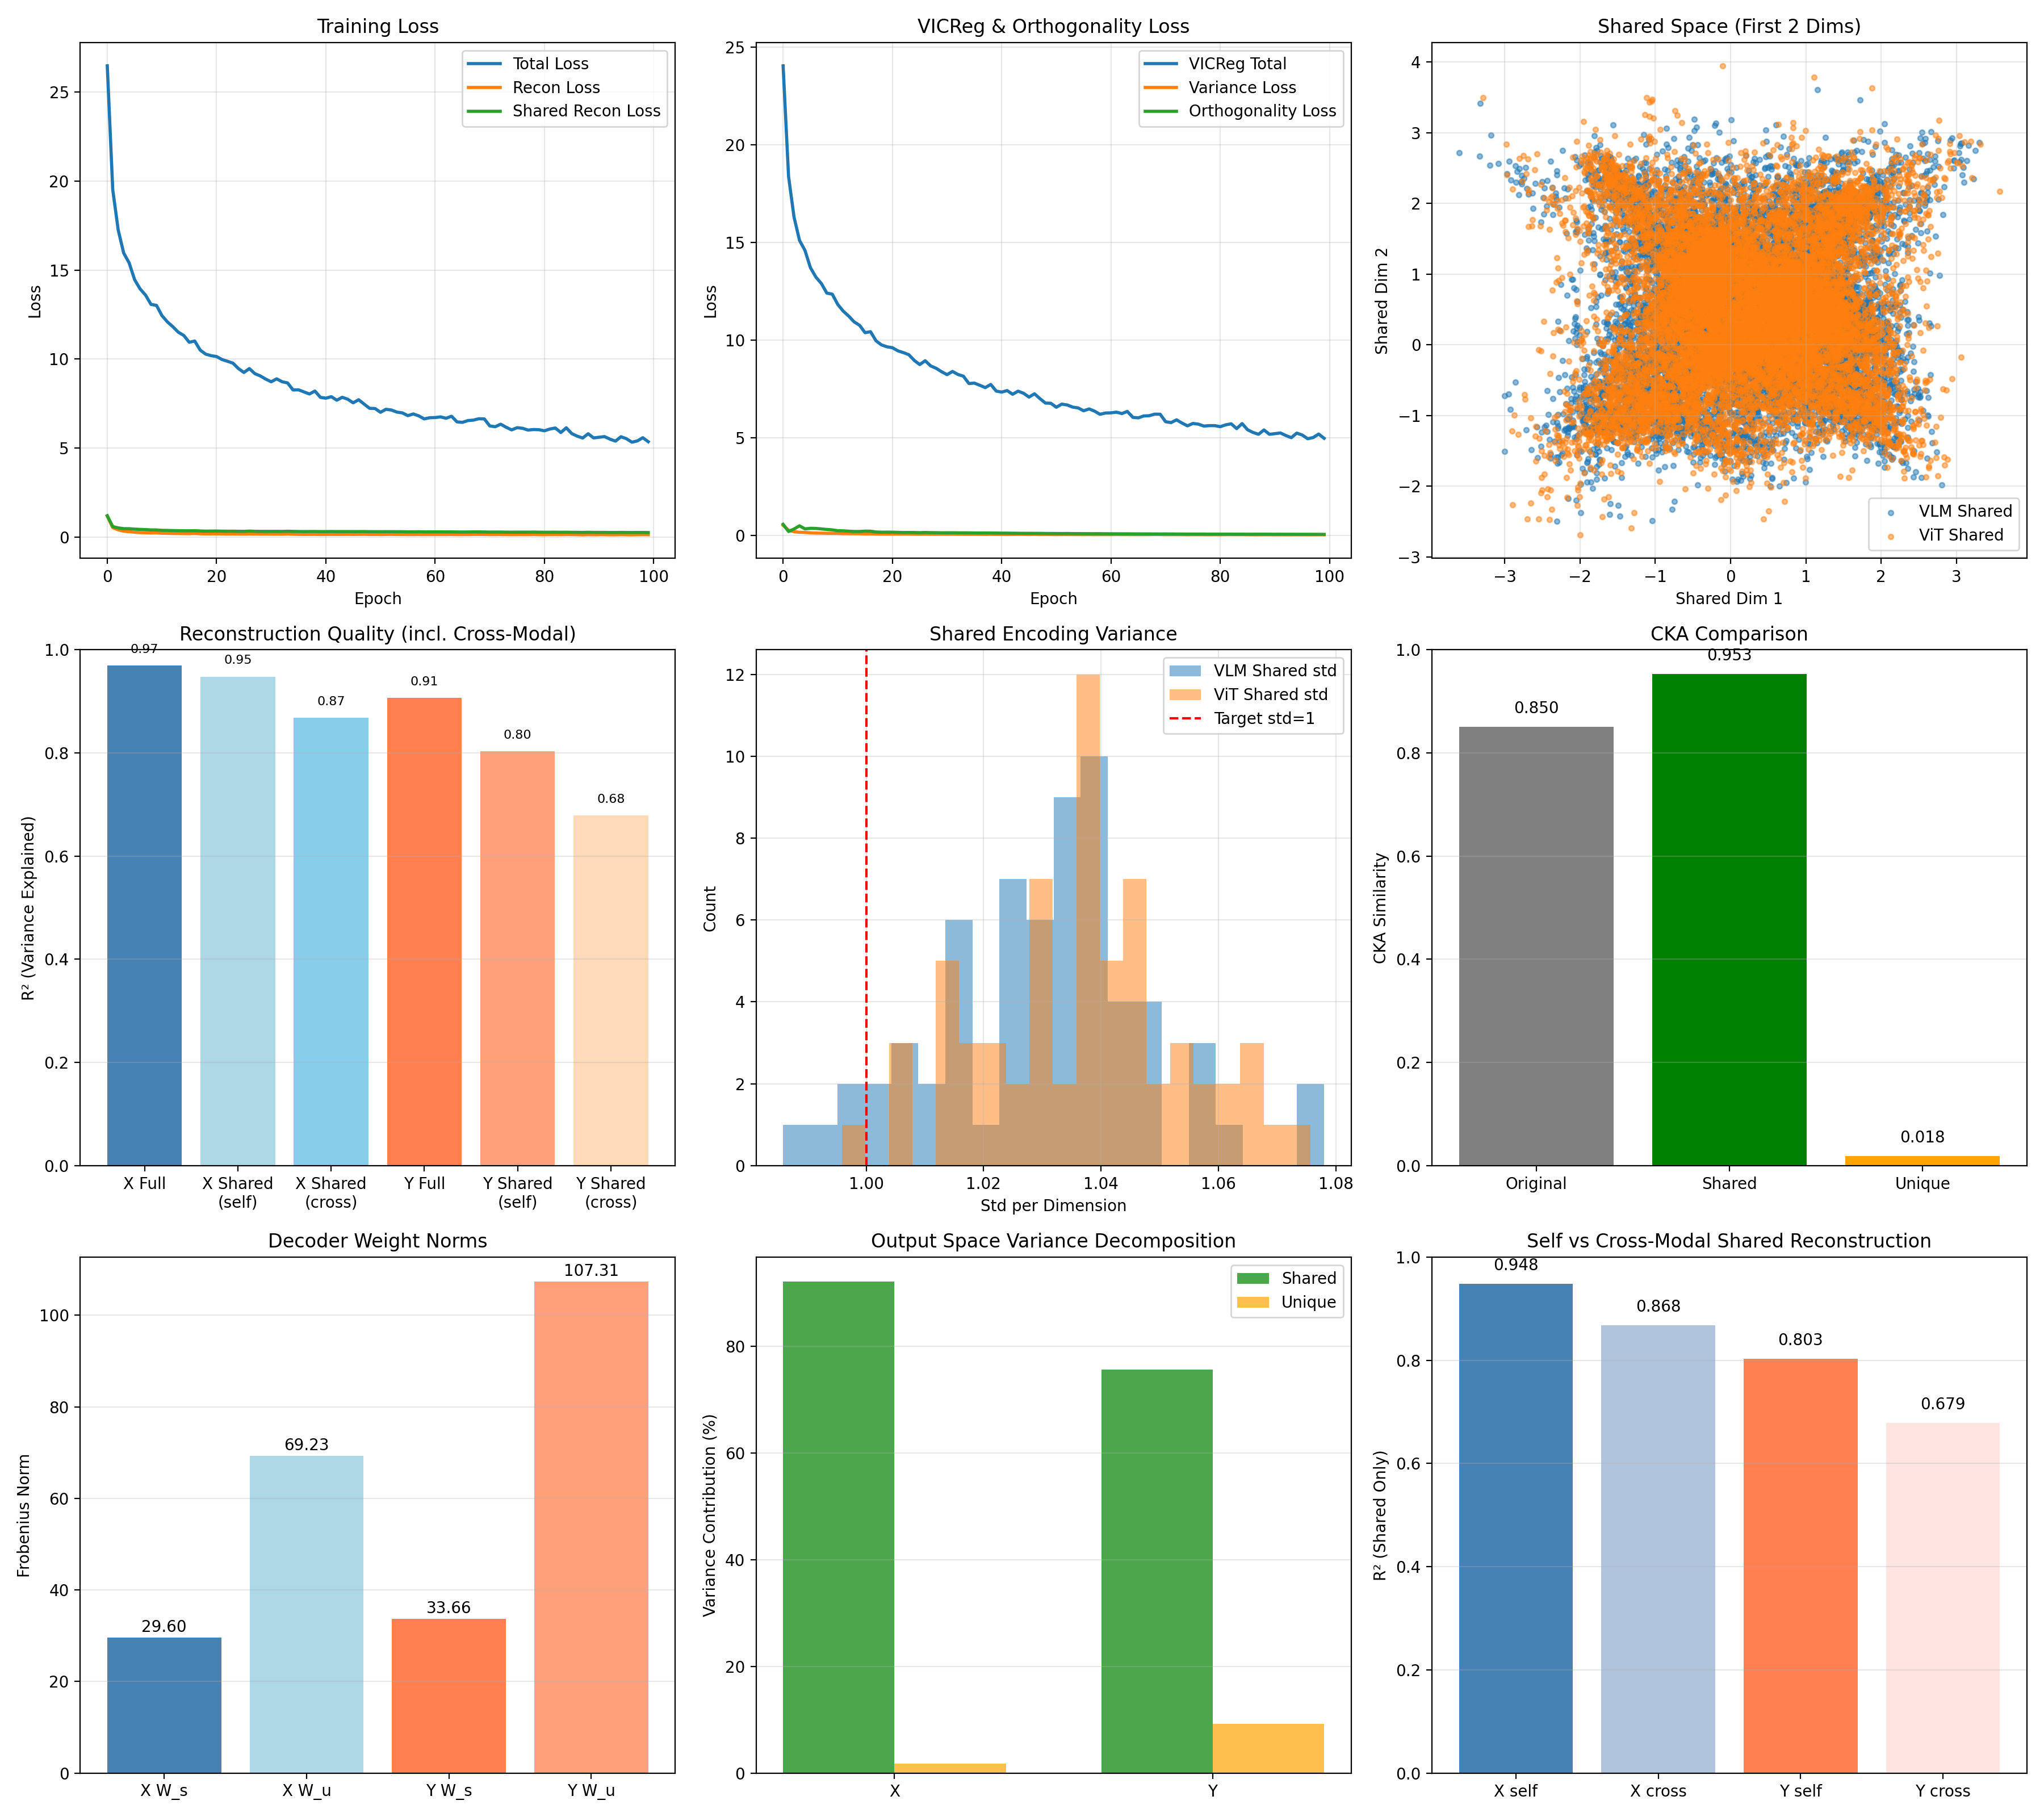 Training Loss
25
20
15
10
5
0
Loss
0 20 40 60 80 100
Epoch
Total Loss
Recon Loss
Shared Recon Loss
VICReg & Orthogonality Loss
25
20
15
10
5
0
Loss
0 20 40 60 80 100
Epoch
VICReg Total
Variance Loss
Orthogonality Loss
Shared Space (First 2 Dims)
4
3
2
1
0
−1
−2
−3
Shared Dim 2
−3 −2 −1 0 1 2 3
Shared Dim 1
VLM Shared
ViT Shared
Reconstruction Quality (incl. Cross-Modal)
1.0
0.8
0.6
0.4
0.2
0.0
R² (Variance Explained)
0.97
0.95
0.87
0.91
0.80
0.68
X Full X Shared X Shared Y Full Y Shared Y Shared
(self) (cross) (self) (cross)
Shared Encoding Variance
12
10
8
6
4
2
0
Count
1.00 1.02 1.04 1.06 1.08
Std per Dimension
VLM Shared std
ViT Shared std
Target std=1
CKA Comparison
1.0
0.8
0.6
0.4
0.2
0.0
CKA Similarity
0.850
0.953
0.018
Original Shared Unique
Decoder Weight Norms
100
80
60
40
20
0
Frobenius Norm
29.60
69.23
33.66
107.31
X W_s X W_u Y W_s Y W_u
Output Space Variance Decomposition
80
60
40
20
0
Variance Contribution (%)
X Y
Shared
Unique
Self vs Cross-Modal Shared Reconstruction
1.0
0.8
0.6
0.4
0.2
0.0
R² (Shared Only)
0.948
0.868
0.803
0.679
X self X cross Y self Y cross